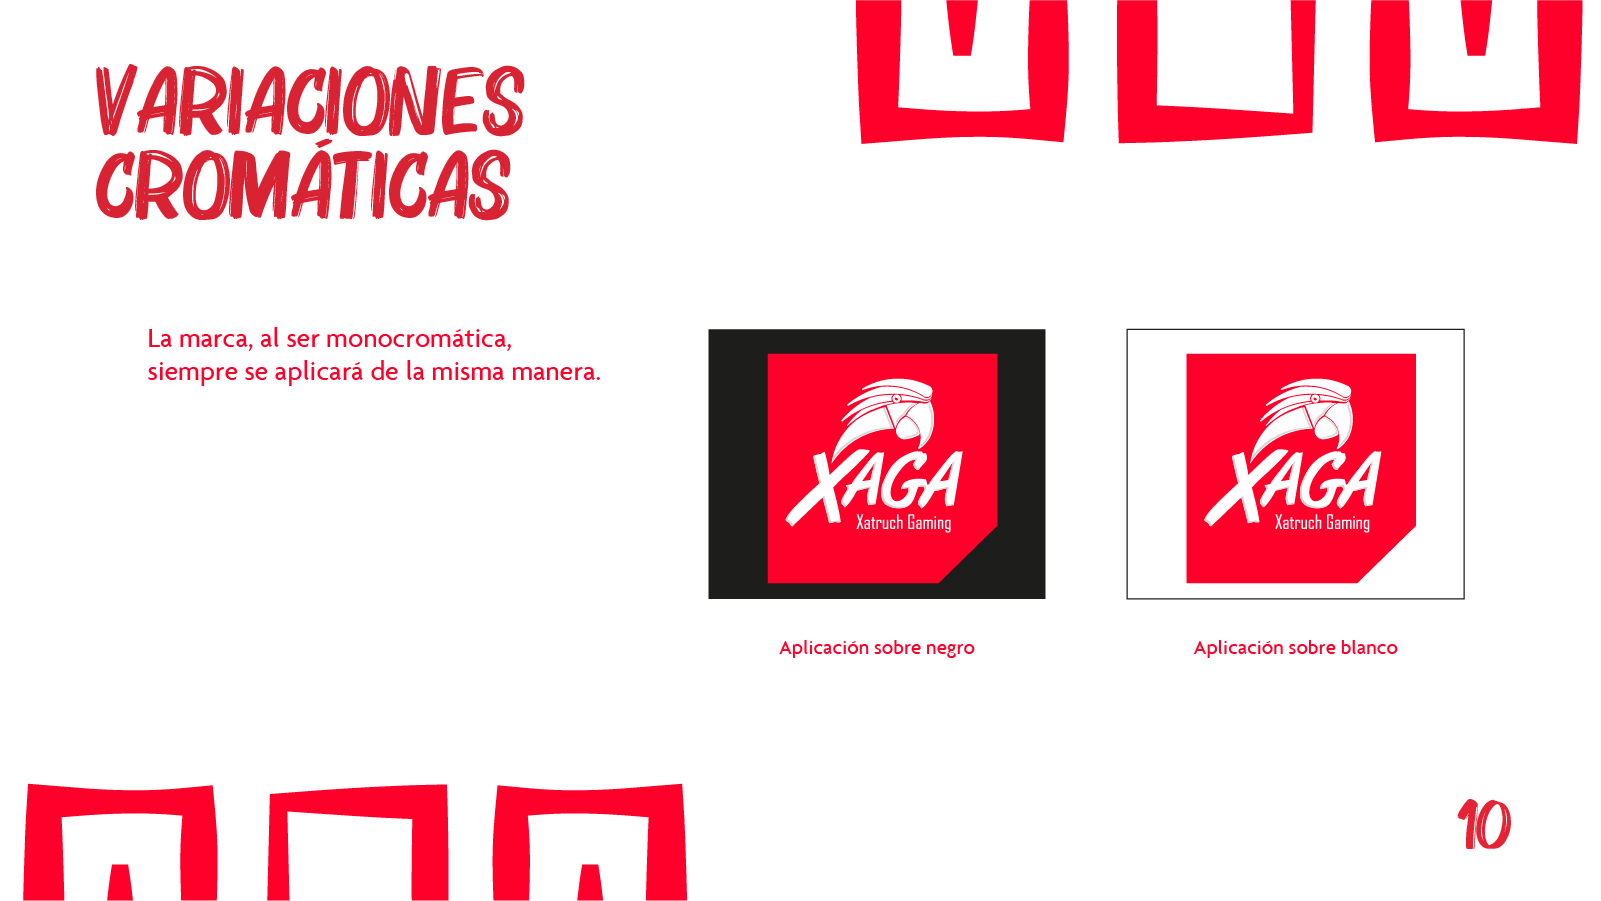 VARIACIONES
CROMÁTICAS
La marca, al ser monocromática,
siempre se aplicará de la misma manera.
XAGA
Xatruch Gaming
XAGA
Xatruch Gaming
Aplicación sobre negro
Aplicación sobre blanco
10